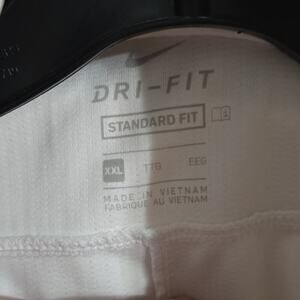 DRI-FIT
STANDARD FIT
XXL TTG EEG
MADE IN VIETNAM
FABRIQUÉ AU VIETNAM